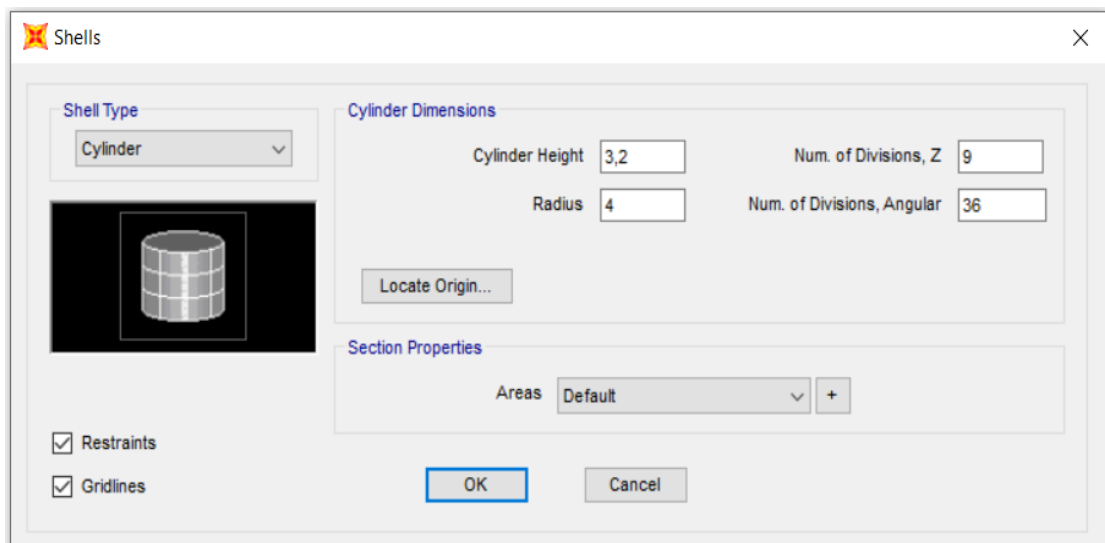 Shells
Shell Type
Cylinder
Cylinder Dimensions
Cylinder Height 3,2 Num. of Divisions, Z 9
Radius 4 Num. of Divisions, Angular 36
Locate Origin...
Section Properties
Areas Default +
Restraints
Gridlines
OK Cancel